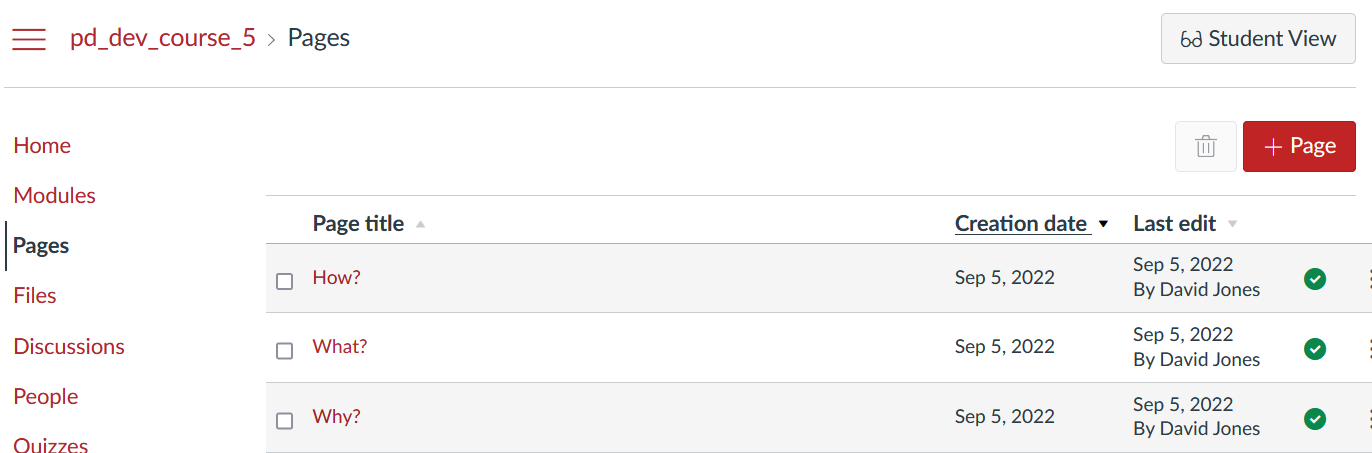 pd_dev_course_5 > Pages
Student View
Home
Modules
Pages
Files
Discussions
People
Quizzes
+ Page
Page title Creation date Last edit
How? Sep 5, 2022 Sep 5, 2022
By David Jones
What? Sep 5, 2022 Sep 5, 2022
By David Jones
Why? Sep 5, 2022 Sep 5, 2022
By David Jones